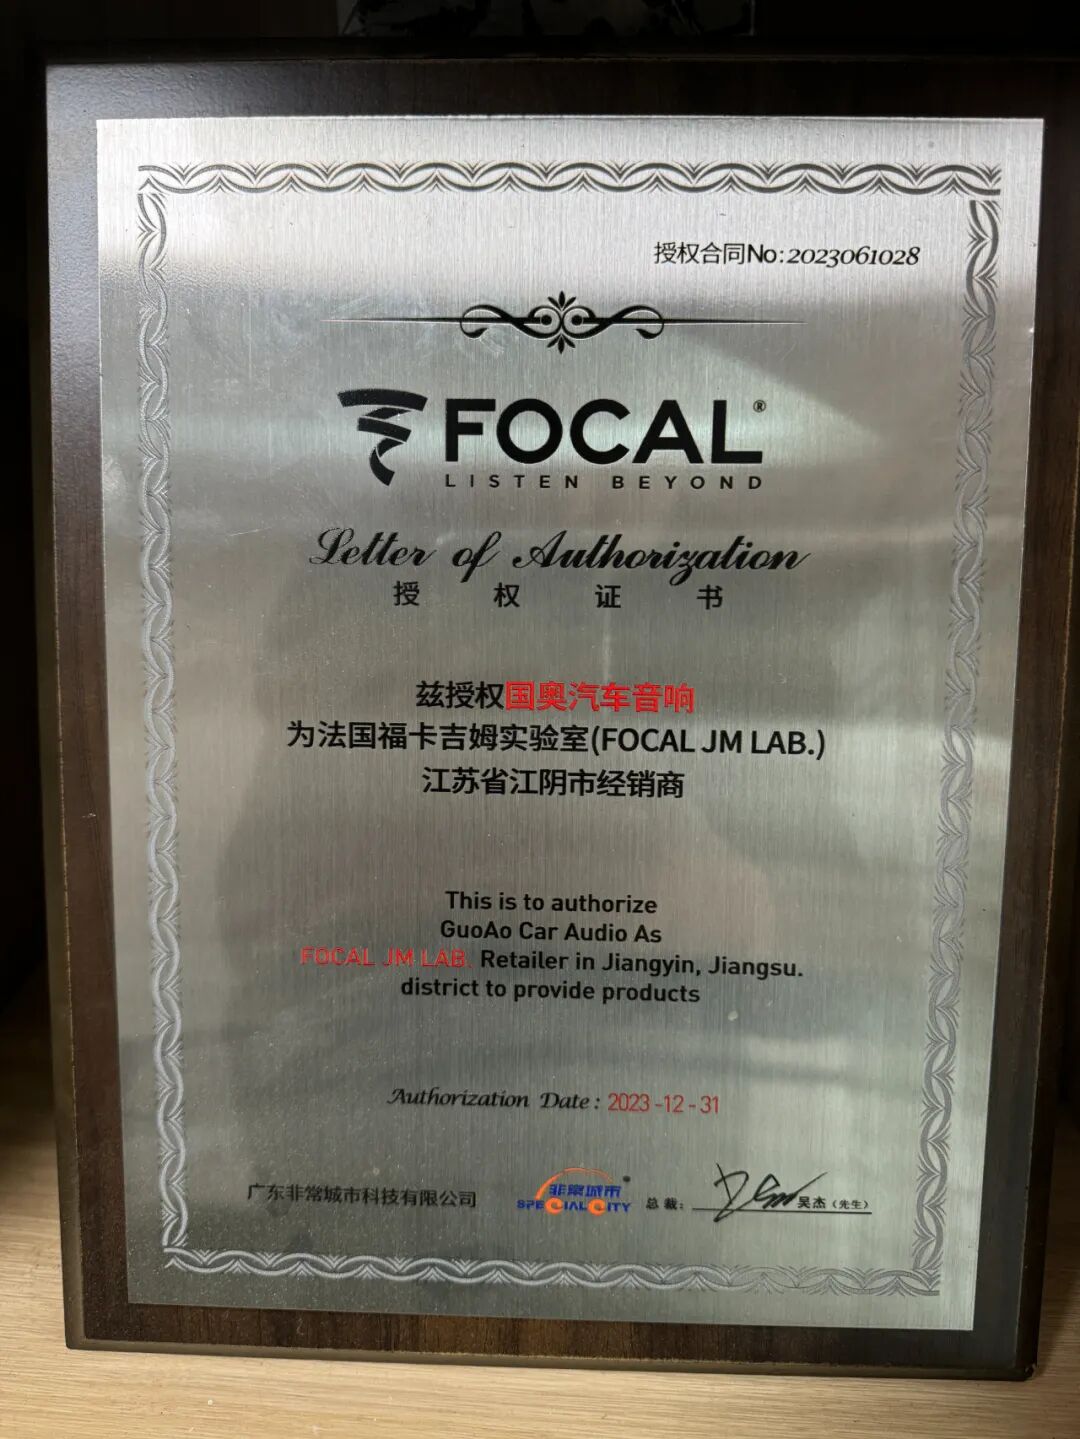 授权合同No:2023061028
FOCAL®
LISTEN BEYOND
Letter of Authorization
授权证书
兹授权国奥汽车音响
为法国福卡吉姆实验室(FOCAL JM LAB.)
江苏省江阴市经销商
This is to authorize
GuoAo Car Audio As
FOCAL JM LAB. Retailer in Jiangyin, Jiangsu.
district to provide products
Authorization Date : 2023-12-31
广东非常城市科技有限公司
非常城市
SPECIAL CITY
总裁: 吴杰(先生)